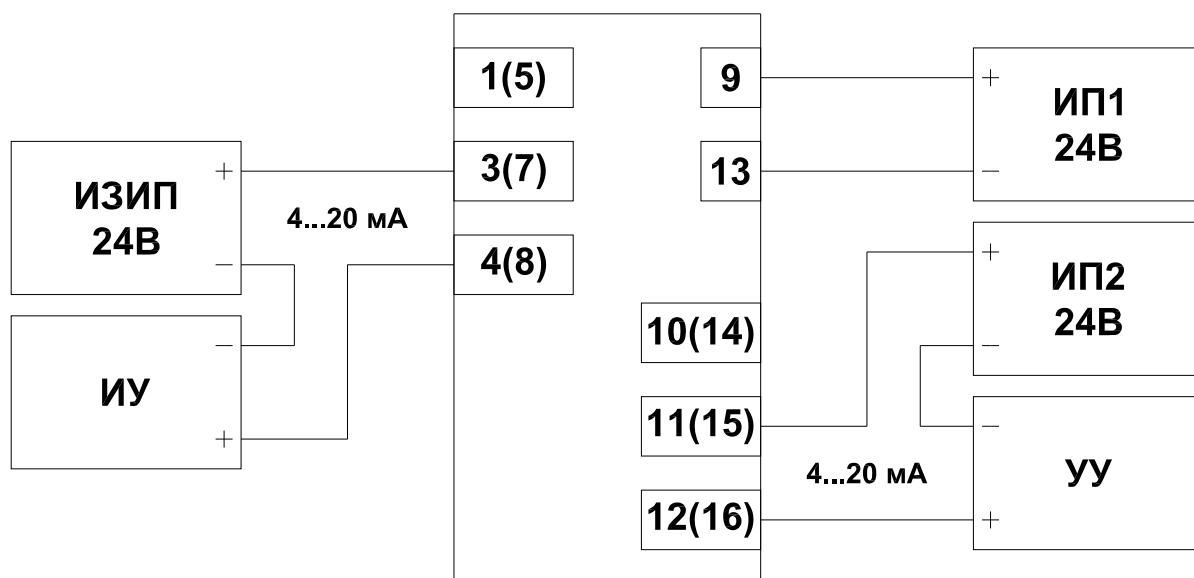 1(5)
9
+
ИП1
24В
−
3(7)
13
+
ИЗИП
24В
−
4...20 мА
4(8)
+
ИП2
24В
−
10(14)
−
ИУ
+
11(15)
−
УУ
+
4...20 мА
12(16)